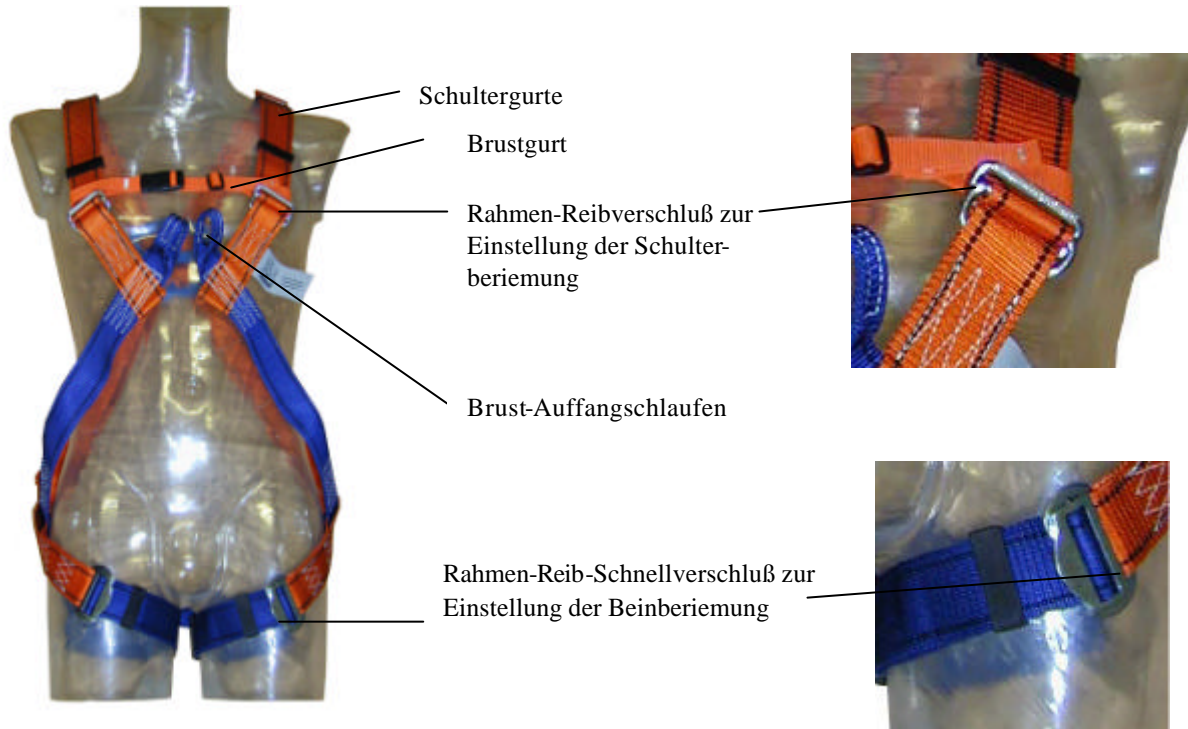 Schultergurte
Brustgurt
Rahmen-Reibverschluß zur
Einstellung der Schulter-
beriemung
Brust-Auffangschlaufen
Rahmen-Reib-Schnellverschluß zur
Einstellung der Beinberiemung